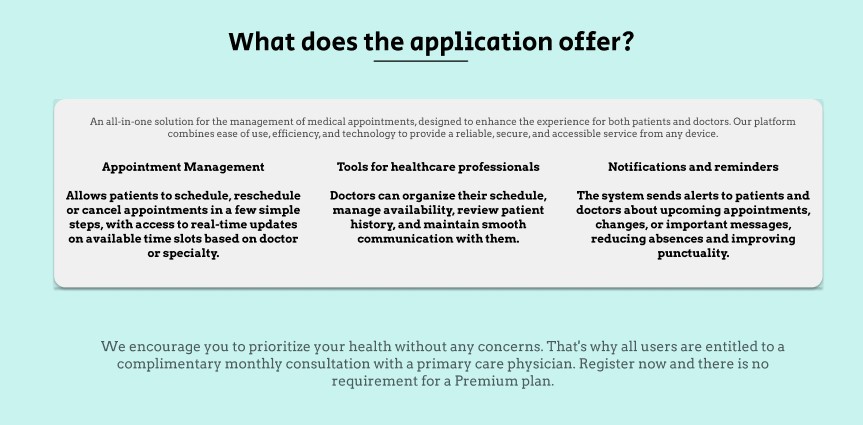 What does the application offer?
An all-in-one solution for the management of medical appointments, designed to enhance the experience for both patients and doctors. Our platform
combines ease of use, efficiency, and technology to provide a reliable, secure, and accessible service from any device.
Appointment Management
Allows patients to schedule, reschedule
or cancel appointments in a few simple
steps, with access to real-time updates
on available time slots based on doctor
or specialty.
Tools for healthcare professionals
Doctors can organize their schedule,
manage availability, review patient
history, and maintain smooth
communication with them.
Notifications and reminders
The system sends alerts to patients and
doctors about upcoming appointments,
changes, or important messages,
reducing absences and improving
punctuality.
We encourage you to prioritize your health without any concerns. That's why all users are entitled to a
complimentary monthly consultation with a primary care physician. Register now and there is no
requirement for a Premium plan.